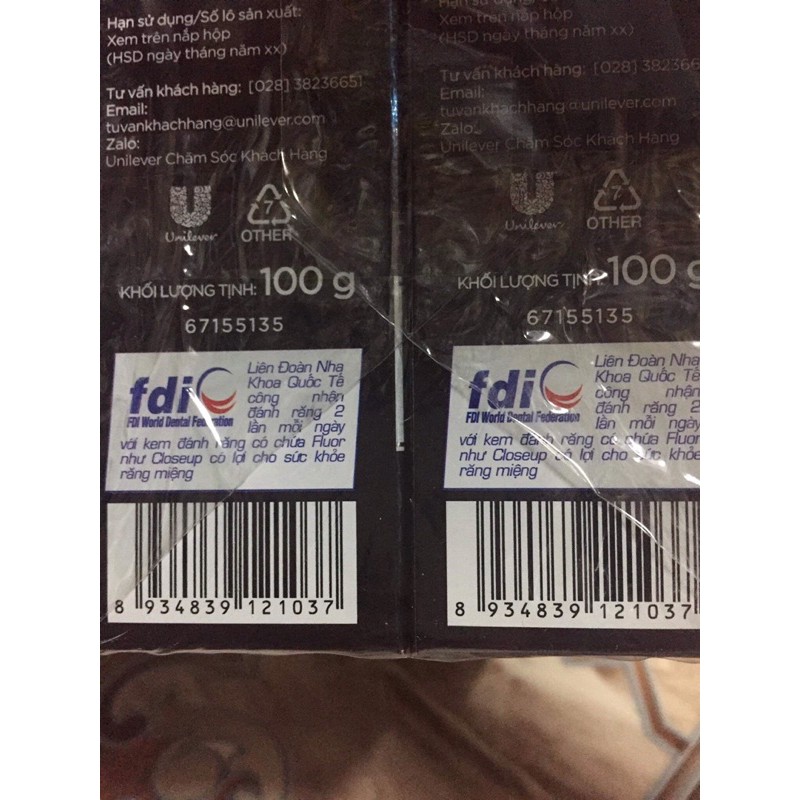 Hạn sử dụng/Số lô sản xuất:
Xem trên nắp hộp
(HSD ngày tháng năm xx)
Tư vấn khách hàng: [028] 38236651
Email:
tuvankhachhang@unilever.com
Zalo:
Unilever Chăm Sóc Khách Hàng
Unilever
7
OTHER
KHỐI LƯỢNG TỊNH: 100 g
67155135
fdi
FDI World Dental Federation
Liên Đoàn Nha
Khoa Quốc Tế
công nhận
đánh răng 2
lần mỗi ngày
với kem đánh răng có chứa Fluor
như Closeup có lợi cho sức khỏe
răng miệng
8 934839 121037
Xem trên nắp hộp
(HSD ngày tháng năm xx)
Tư vấn khách hàng: [028] 382366
Email:
tuvankhachhang@unilever.com
Zalo:
Unilever Chăm Sóc Khách Hàng
Unilever
7
OTHER
KHỐI LƯỢNG TỊNH: 100 g
67155135
fdi
FDI World Dental Federation
Liên Đoàn Nha
Khoa Quốc Tế
công nhận
đánh răng 2
lần mỗi ngày
với kem đánh răng có chứa Fluor
như Closeup có lợi cho sức khỏe
răng miệng
8 934839 121037